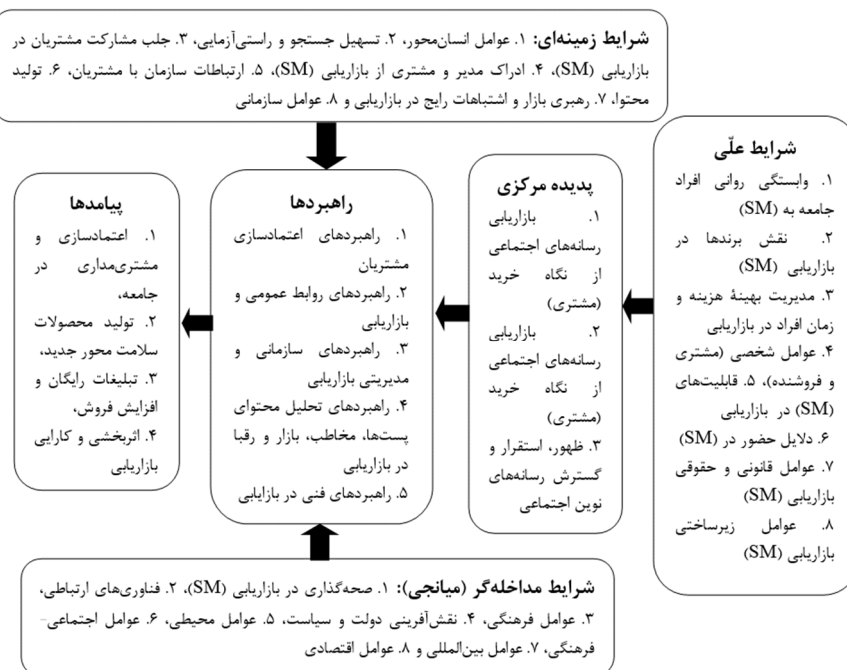 شرایط زمینه‌ای: ۱. عوامل انسان‌محور، ۲. تسهیل جستجو و راستی‌آزمایی، ۳. جلب مشارکت مشتریان در
بازاریابی (SM)، ۴. ادراک مدیر و مشتری از بازاریابی (SM)، ۵. ارتباطات سازمان با مشتریان، ۶. تولید
محتوا، ۷. رهبری بازار و اشتباهات رایج در بازاریابی و ۸. عوامل سازمانی
شرایط علّی
۱. وابستگی روانی افراد
جامعه به (SM)
۲. نقش برندها در
بازاریابی (SM)
۳. مدیریت بهینۀ هزینه و
زمان افراد در بازاریابی
۴. عوامل شخصی (مشتری
و فروشنده)، ۵. قابلیت‌های
(SM) در بازاریابی
۶. دلایل حضور در (SM)
۷. عوامل قانونی و حقوقی
بازاریابی (SM)
۸. عوامل زیرساختی
بازاریابی (SM)
پدیده مرکزی
۱. بازاریابی
رسانه‌های اجتماعی
از نگاه خرید
(مشتری)
۲. بازاریابی
رسانه‌های اجتماعی
از نگاه خرید
(مشتری)
۳. ظهور، استقرار و
گسترش رسانه‌های
نوین اجتماعی
راهبردها
۱. راهبردهای اعتمادسازی
مشتریان
۲. راهبردهای روابط عمومی و
بازاریابی
۳. راهبردهای سازمانی و
مدیریتی بازاریابی
۴. راهبردهای تحلیل محتوای
پست‌ها، مخاطب، بازار و رقبا
در بازاریابی
۵. راهبردهای فنی در بازایابی
پیامدها
۱. اعتمادسازی و
مشتری‌مداری در
جامعه،
۲. تولید محصولات
سلامت محور جدید،
۳. تبلیغات رایگان و
افزایش فروش،
۴. اثربخشی و کارایی
بازاریابی
شرایط مداخله‌گر (میانجی): ۱. صحه‌گذاری در بازاریابی (SM)، ۲. فناوری‌های ارتباطی،
۳. عوامل فرهنگی، ۴. نقش‌آفرینی دولت و سیاست، ۵. عوامل محیطی، ۶. عوامل اجتماعی-
فرهنگی، ۷. عوامل بین‌المللی و ۸. عوامل اقتصادی